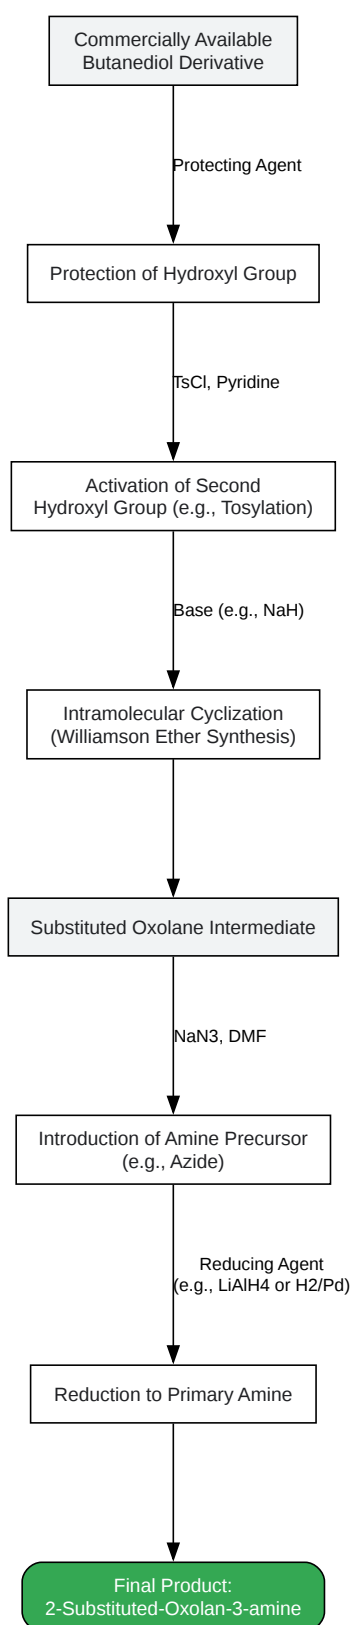 Commercially Available
Butanediol Derivative
Protecting Agent
Protection of Hydroxyl Group
TsCl, Pyridine
Activation of Second
Hydroxyl Group (e.g., Tosylation)
Base (e.g., NaH)
Intramolecular Cyclization
(Williamson Ether Synthesis)
Substituted Oxolane Intermediate
NaN3, DMF
Introduction of Amine Precursor
(e.g., Azide)
Reducing Agent
(e.g., LiAlH4 or H2/Pd)
Reduction to Primary Amine
Final Product:
2-Substituted-Oxolan-3-amine